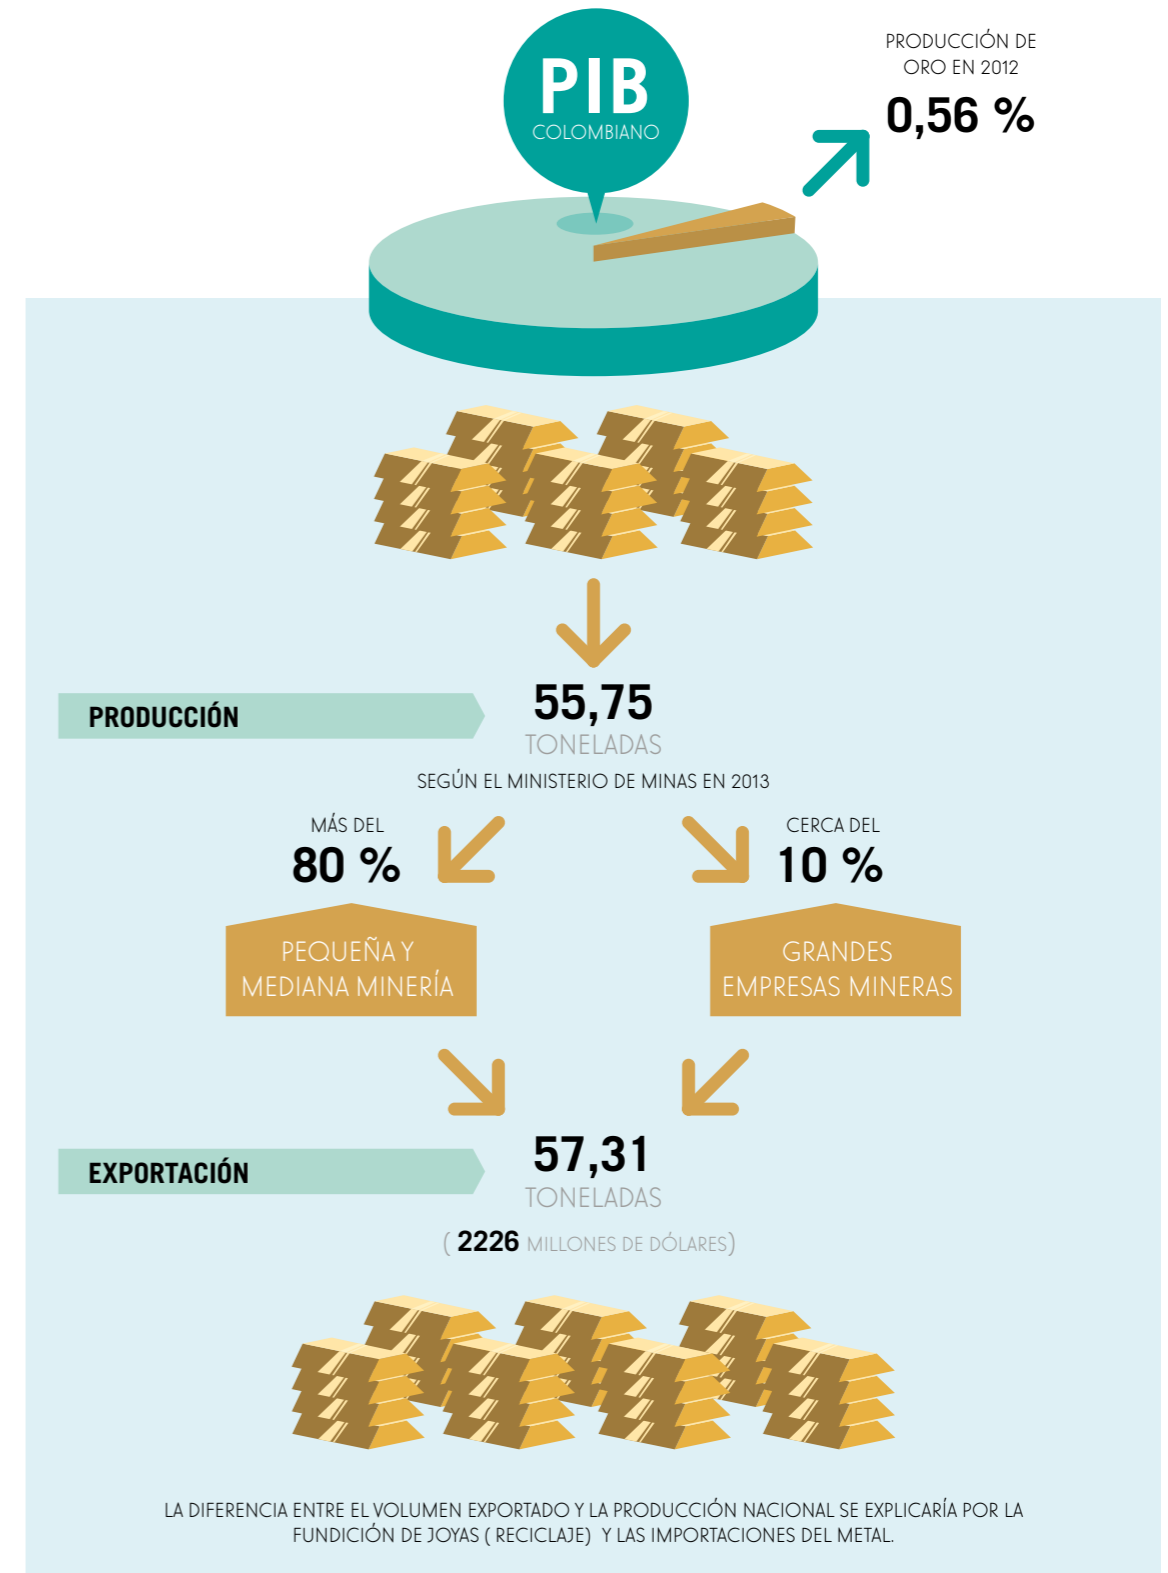 PIB
COLOMBIANO
PRODUCCIÓN DE
ORO EN 2012
0,56 %
PRODUCCIÓN
55,75
TONELADAS
SEGÚN EL MINISTERIO DE MINAS EN 2013
MÁS DEL
80 %
PEQUEÑA Y
MEDIANA MINERÍA
CERCA DEL
10 %
GRANDES
EMPRESAS MINERAS
EXPORTACIÓN
57,31
TONELADAS
( 2226 MILLONES DE DÓLARES)
LA DIFERENCIA ENTRE EL VOLUMEN EXPORTADO Y LA PRODUCCIÓN NACIONAL SE EXPLICARÍA POR LA
FUNDICIÓN DE JOYAS ( RECICLAJE) Y LAS IMPORTACIONES DEL METAL.